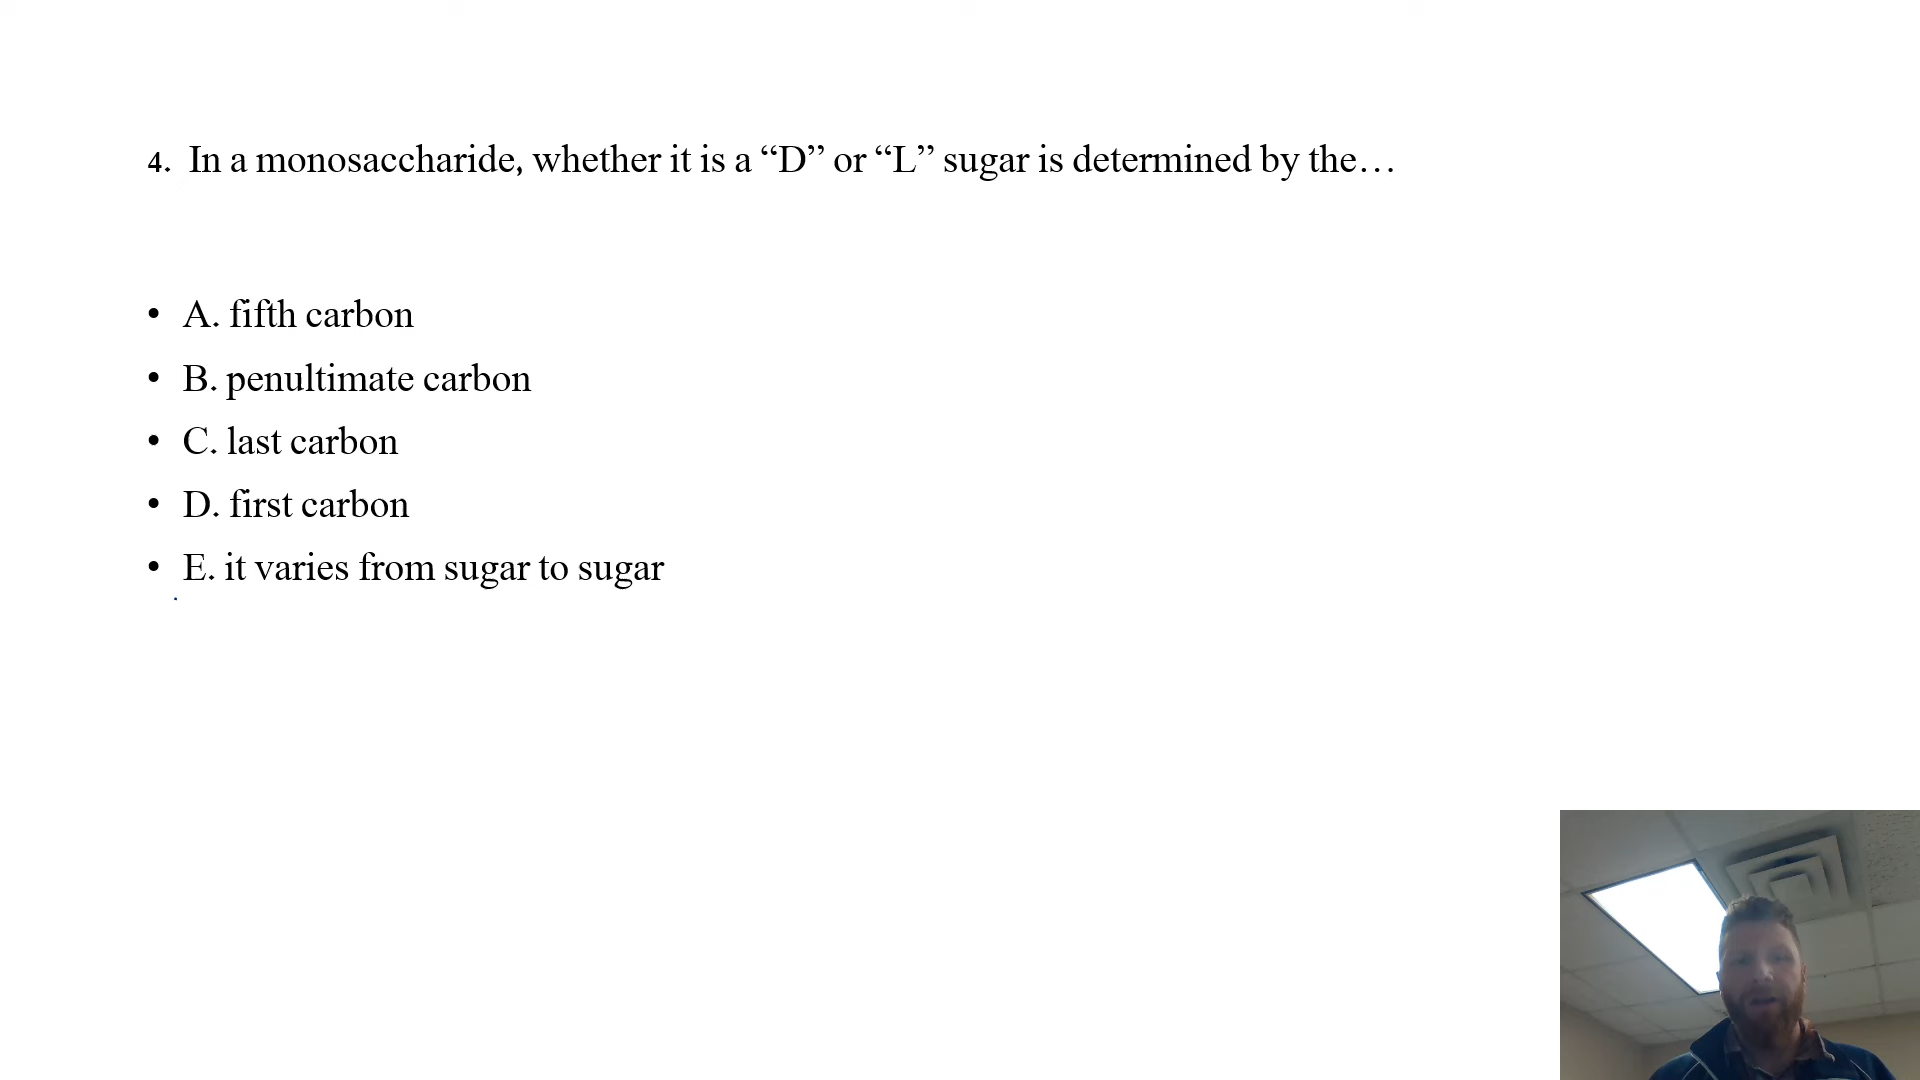 4. In a monosaccharide, whether it is a “D” or “L” sugar is determined by the…
• A. fifth carbon
• B. penultimate carbon
• C. last carbon
• D. first carbon
• E. it varies from sugar to sugar